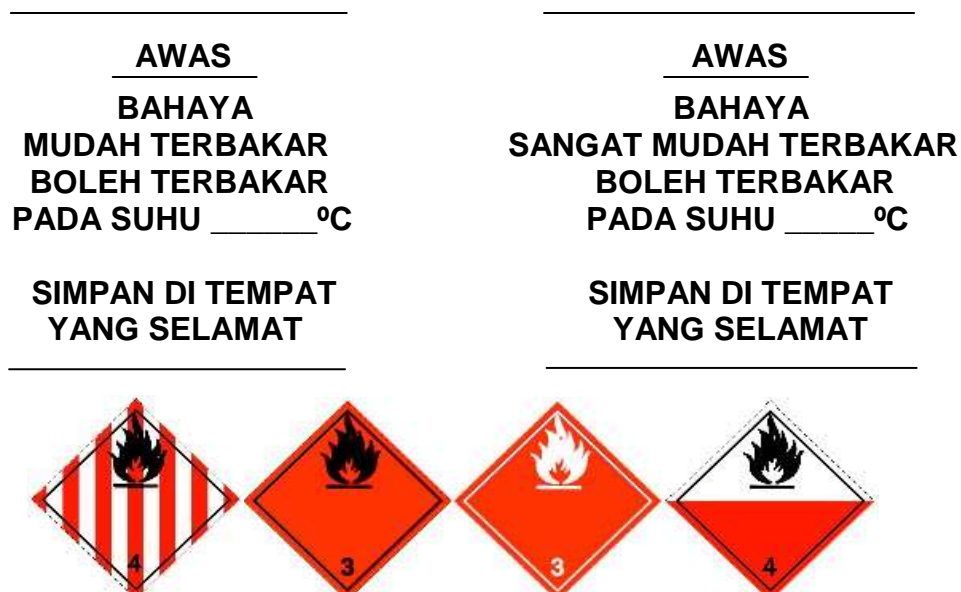 AWAS
BAHAYA
MUDAH TERBAKAR
BOLEH TERBAKAR
PADA SUHU ______ºC
SIMPAN DI TEMPAT
YANG SELAMAT
AWAS
BAHAYA
SANGAT MUDAH TERBAKAR
BOLEH TERBAKAR
PADA SUHU _____ºC
SIMPAN DI TEMPAT
YANG SELAMAT
4
3
3
4